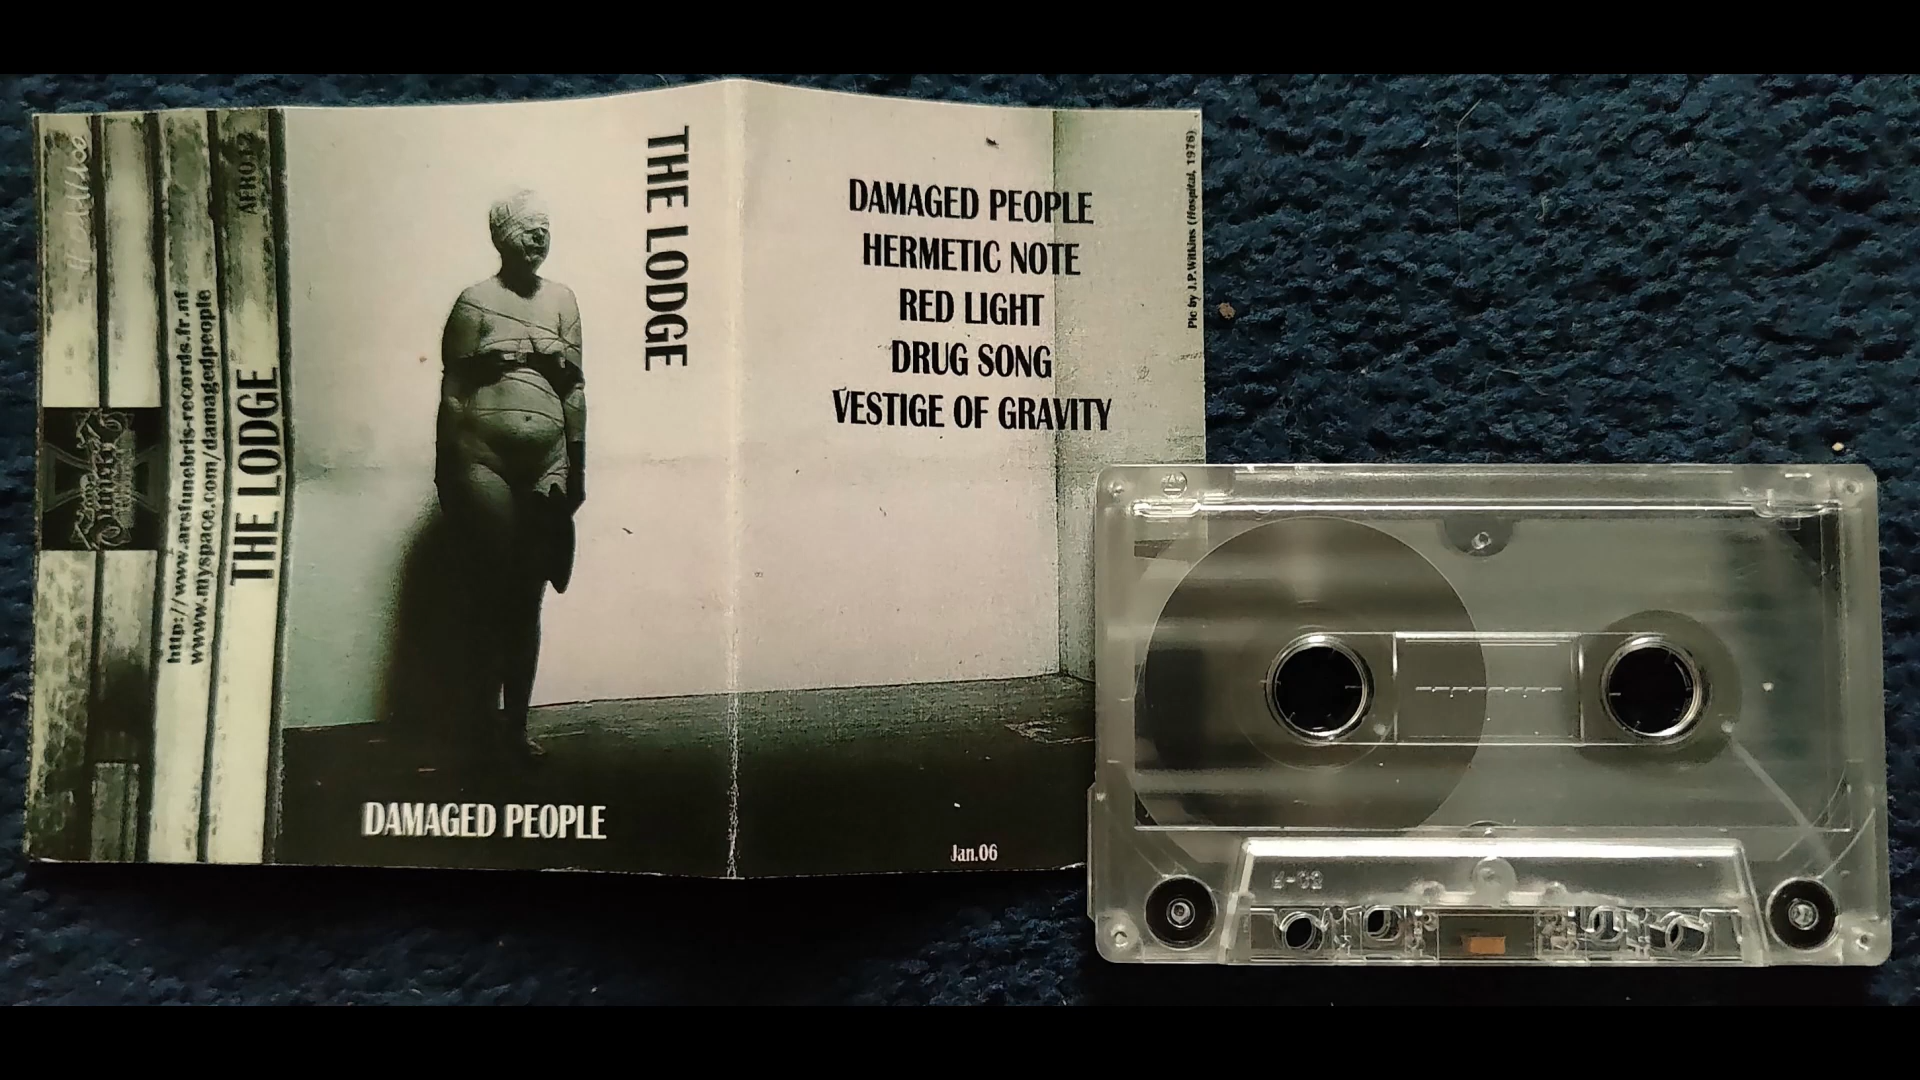 AFR012
http://www.arsfunebris-records.fr.nf
www.myspace.com/damagedpeople
THE LODGE
THE LODGE
DAMAGED PEOPLE
DAMAGED PEOPLE
HERMETIC NOTE
RED LIGHT
DRUG SONG
VESTIGE OF GRAVITY
Jan.06
Pic by J.P.Witkins (Hospital, 1976)